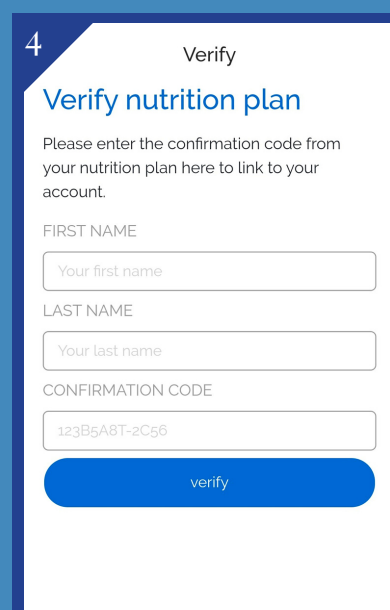 4
Verify
Verify nutrition plan
Please enter the confirmation code from
your nutrition plan here to link to your
account.
FIRST NAME
Your first name
LAST NAME
Your last name
CONFIRMATION CODE
123B5A8T-2C56
verify